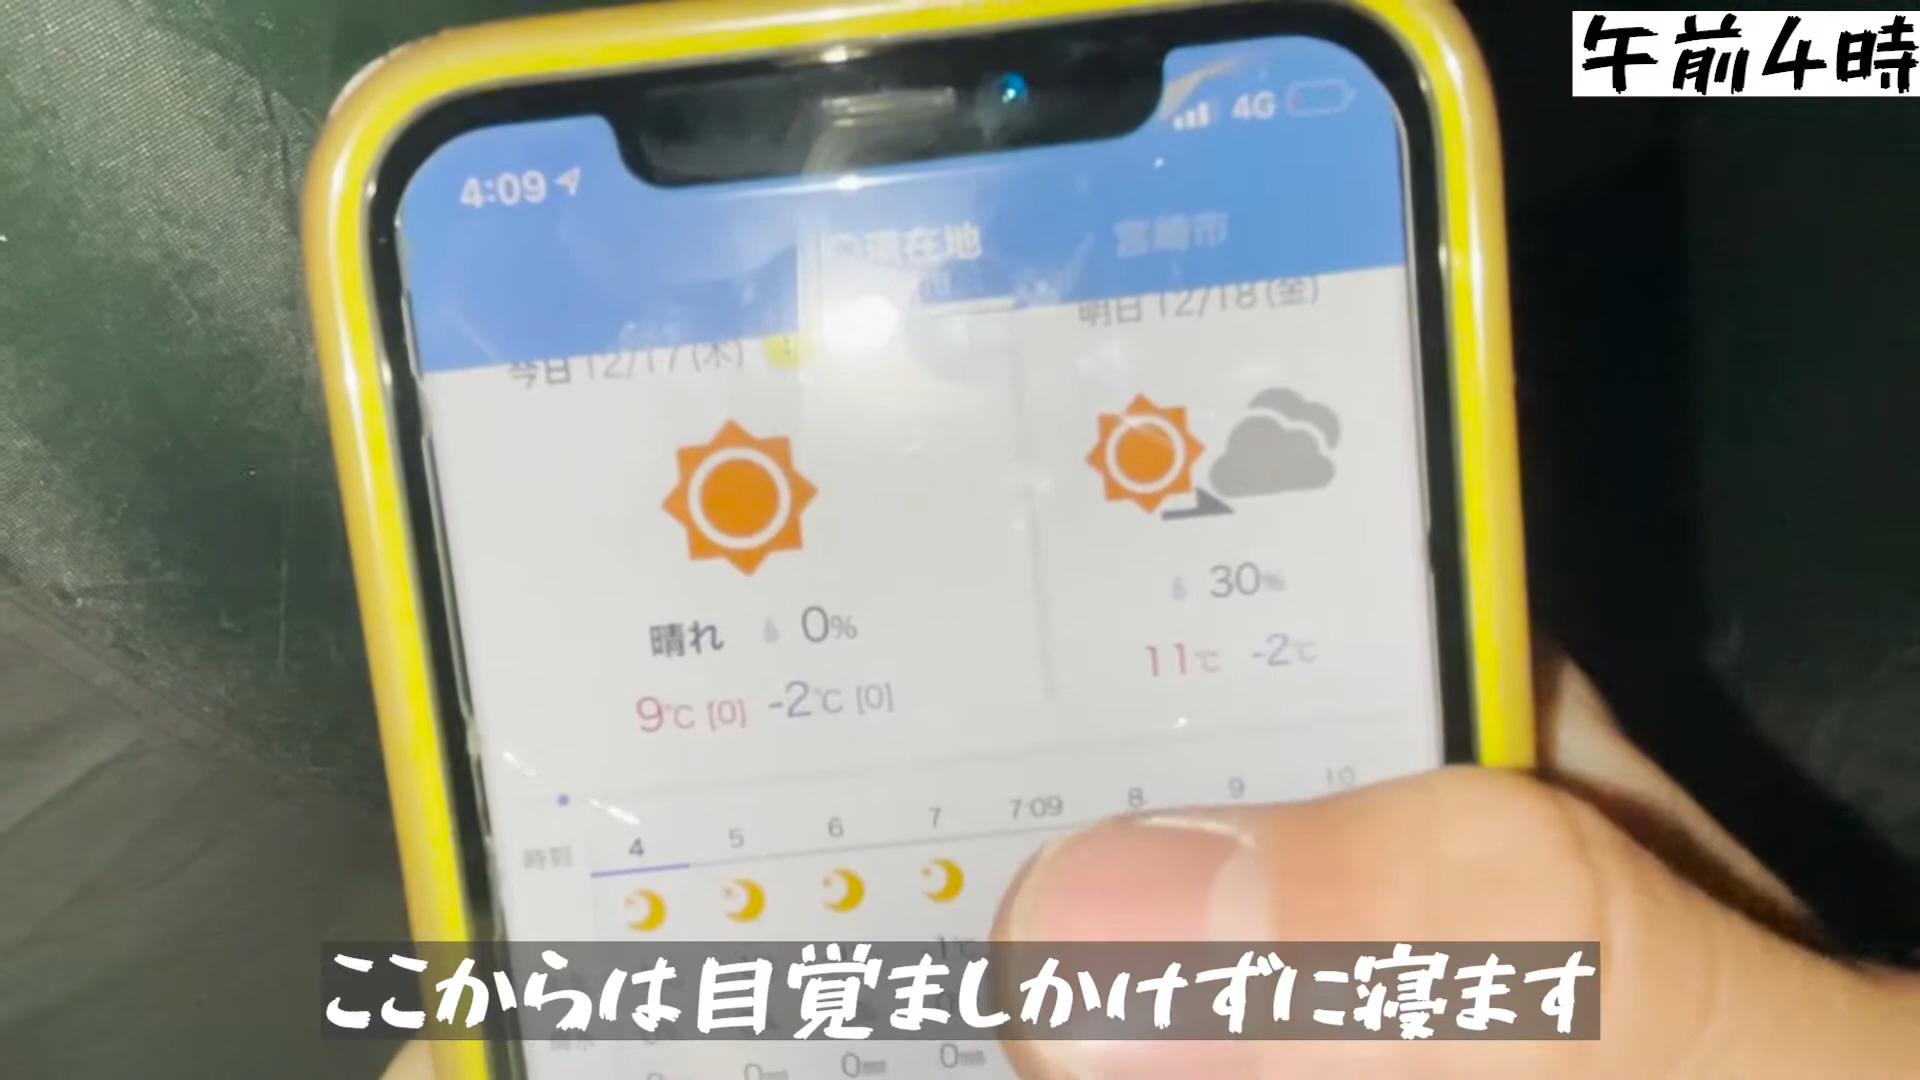 午前4時
4:09
4G
現在地
宮崎市
今日 12/17(木)
明日 12/18(金)
晴れ 0%
30%
9℃ [0] -2℃ [0]
11℃ -2℃
時刻 4 5 6 7 7:09 8 9 10
1℃
ここからは目覚ましかけずに寝ます
0mm 0mm 0mm